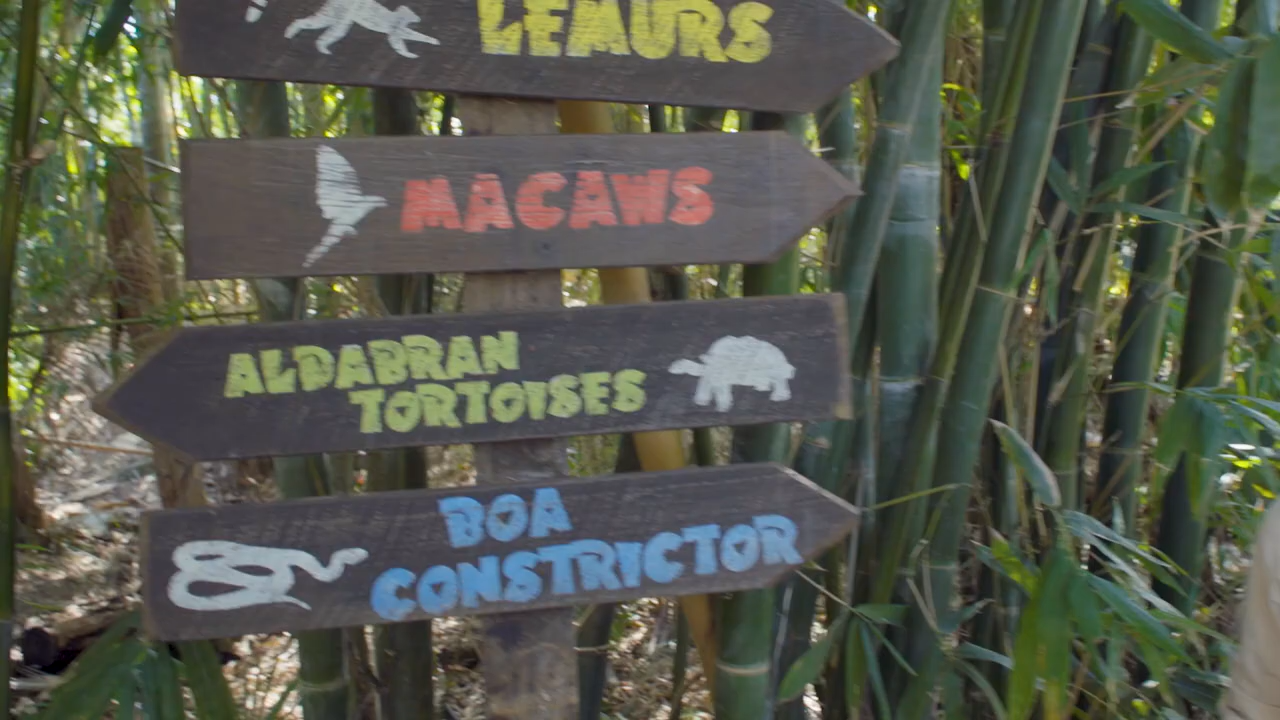 LEMURS
MACAWS
ALDABRAN
TORTOISES
BOA
CONSTRICTOR